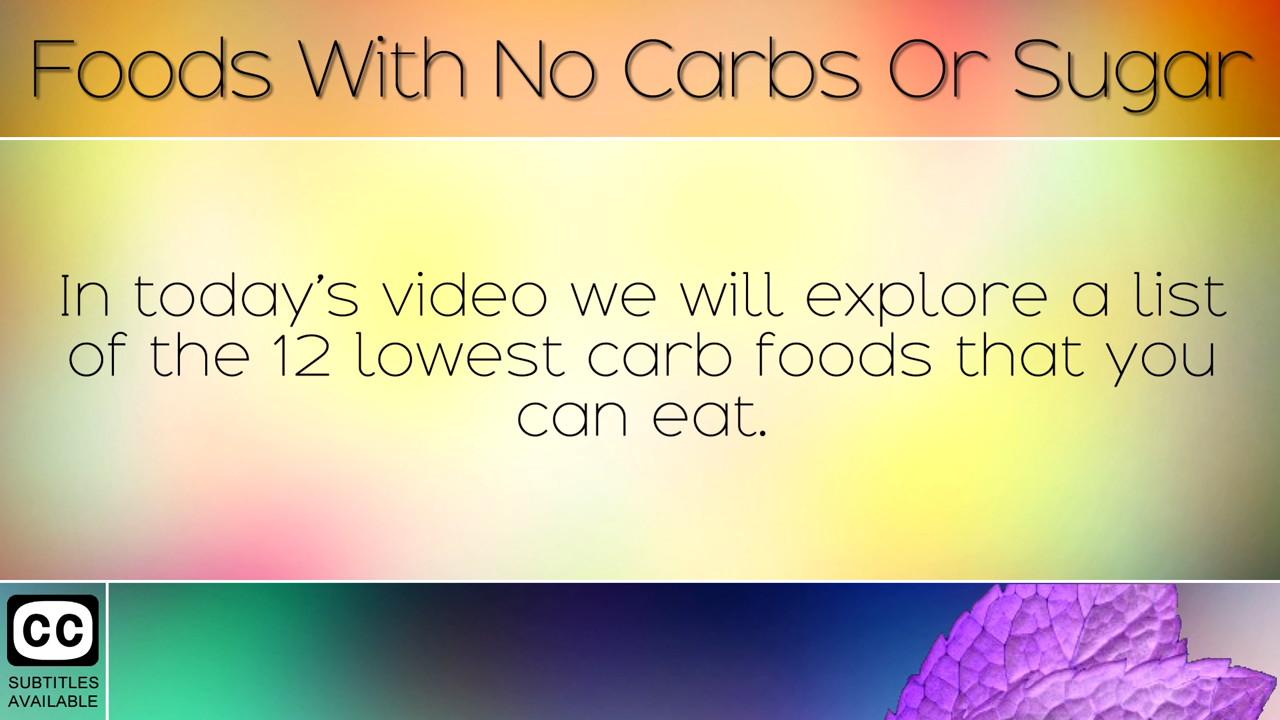 Foods With No Carbs Or Sugar
In today's video we will explore a list
of the 12 lowest carb foods that you
can eat.
CC
SUBTITLES
AVAILABLE